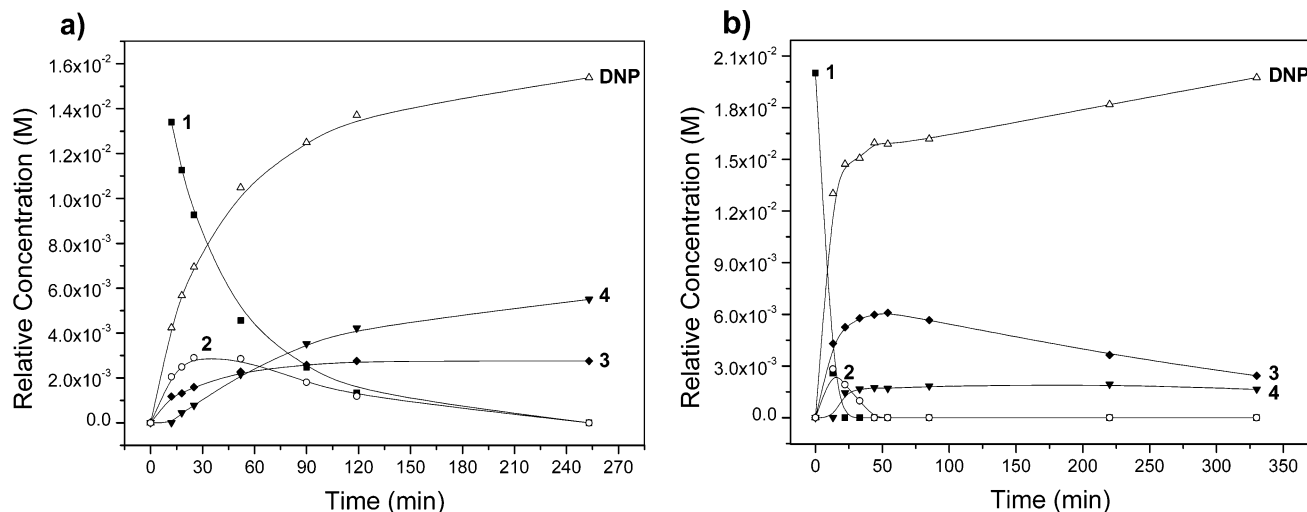 a)
Relative Concentration (M)
1.6x10⁻²
1.4x10⁻²
1.2x10⁻²
1.0x10⁻²
8.0x10⁻³
6.0x10⁻³
4.0x10⁻³
2.0x10⁻³
0.0
DNP
1
2
4
3
0 30 60 90 120 150 180 210 240 270
Time (min)
b)
Relative Concentration (M)
2.1x10⁻²
1.8x10⁻²
1.5x10⁻²
1.2x10⁻²
9.0x10⁻³
6.0x10⁻³
3.0x10⁻³
0.0
1
DNP
2
3
4
0 50 100 150 200 250 300 350
Time (min)